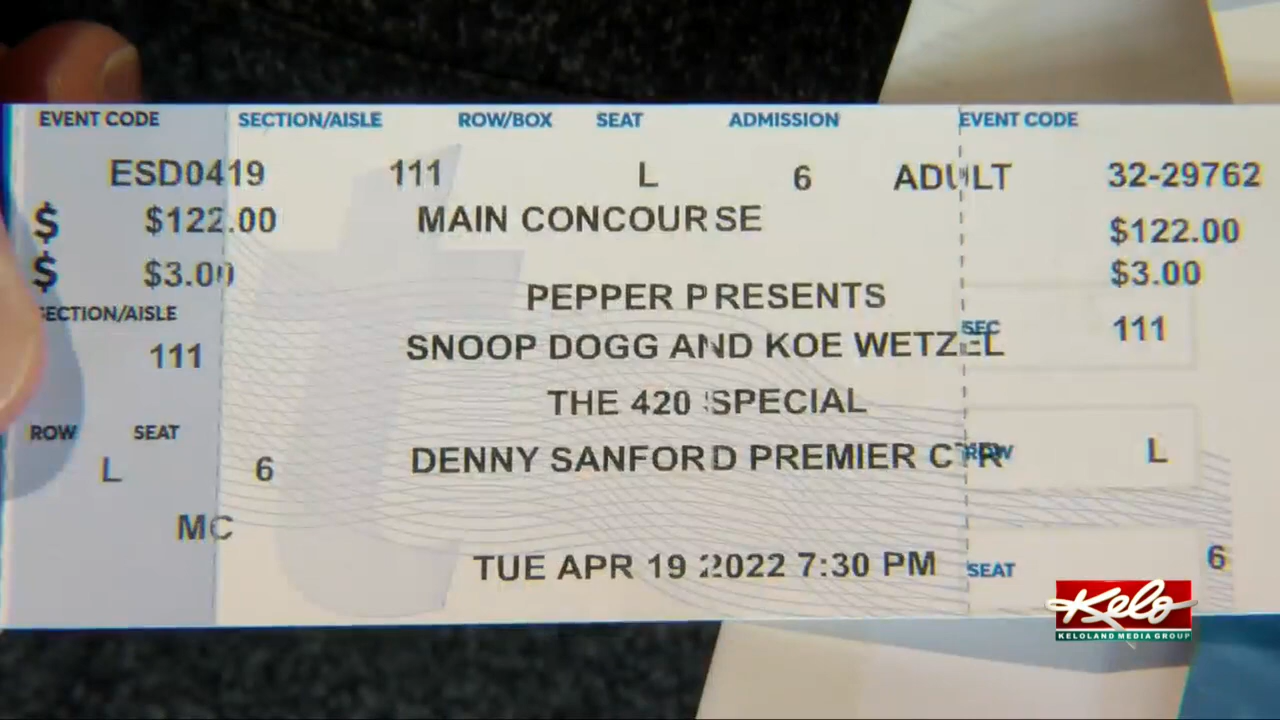 EVENT CODE SECTION/AISLE ROW/BOX SEAT ADMISSION EVENT CODE
ESD0419 111 L 6 ADULT 32-29762
$ $122.00 MAIN CONCOURSE $122.00
$ $3.00 $3.00
PEPPER PRESENTS
SECTION/AISLE SEC 111
111 SNOOP DOGG AND KOE WETZEL
THE 420 SPECIAL
ROW SEAT
L 6 DENNY SANFORD PREMIER CTR ROW L
MC
TUE APR 19 2022 7:30 PM SEAT 6
Kelo
KELOLAND MEDIA GROUP